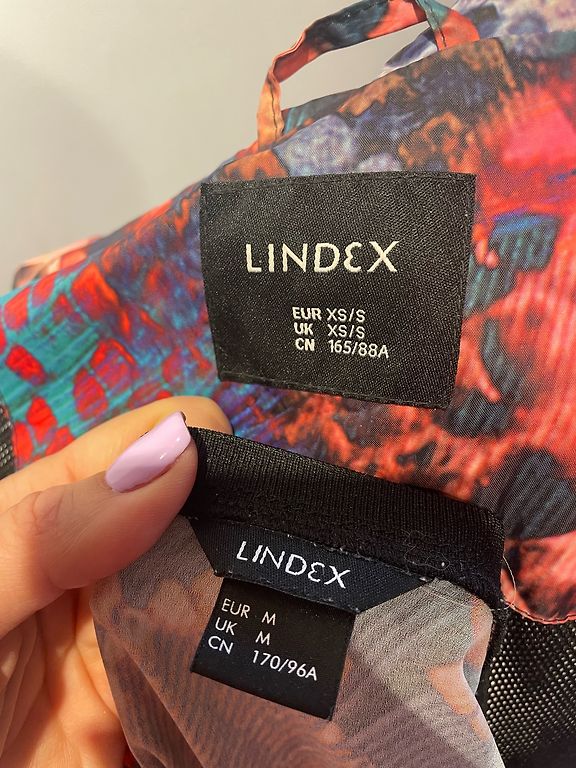 LINDEX
EUR XS/S
UK XS/S
CN 165/88A
LINDEX
EUR M
UK M
CN 170/96A